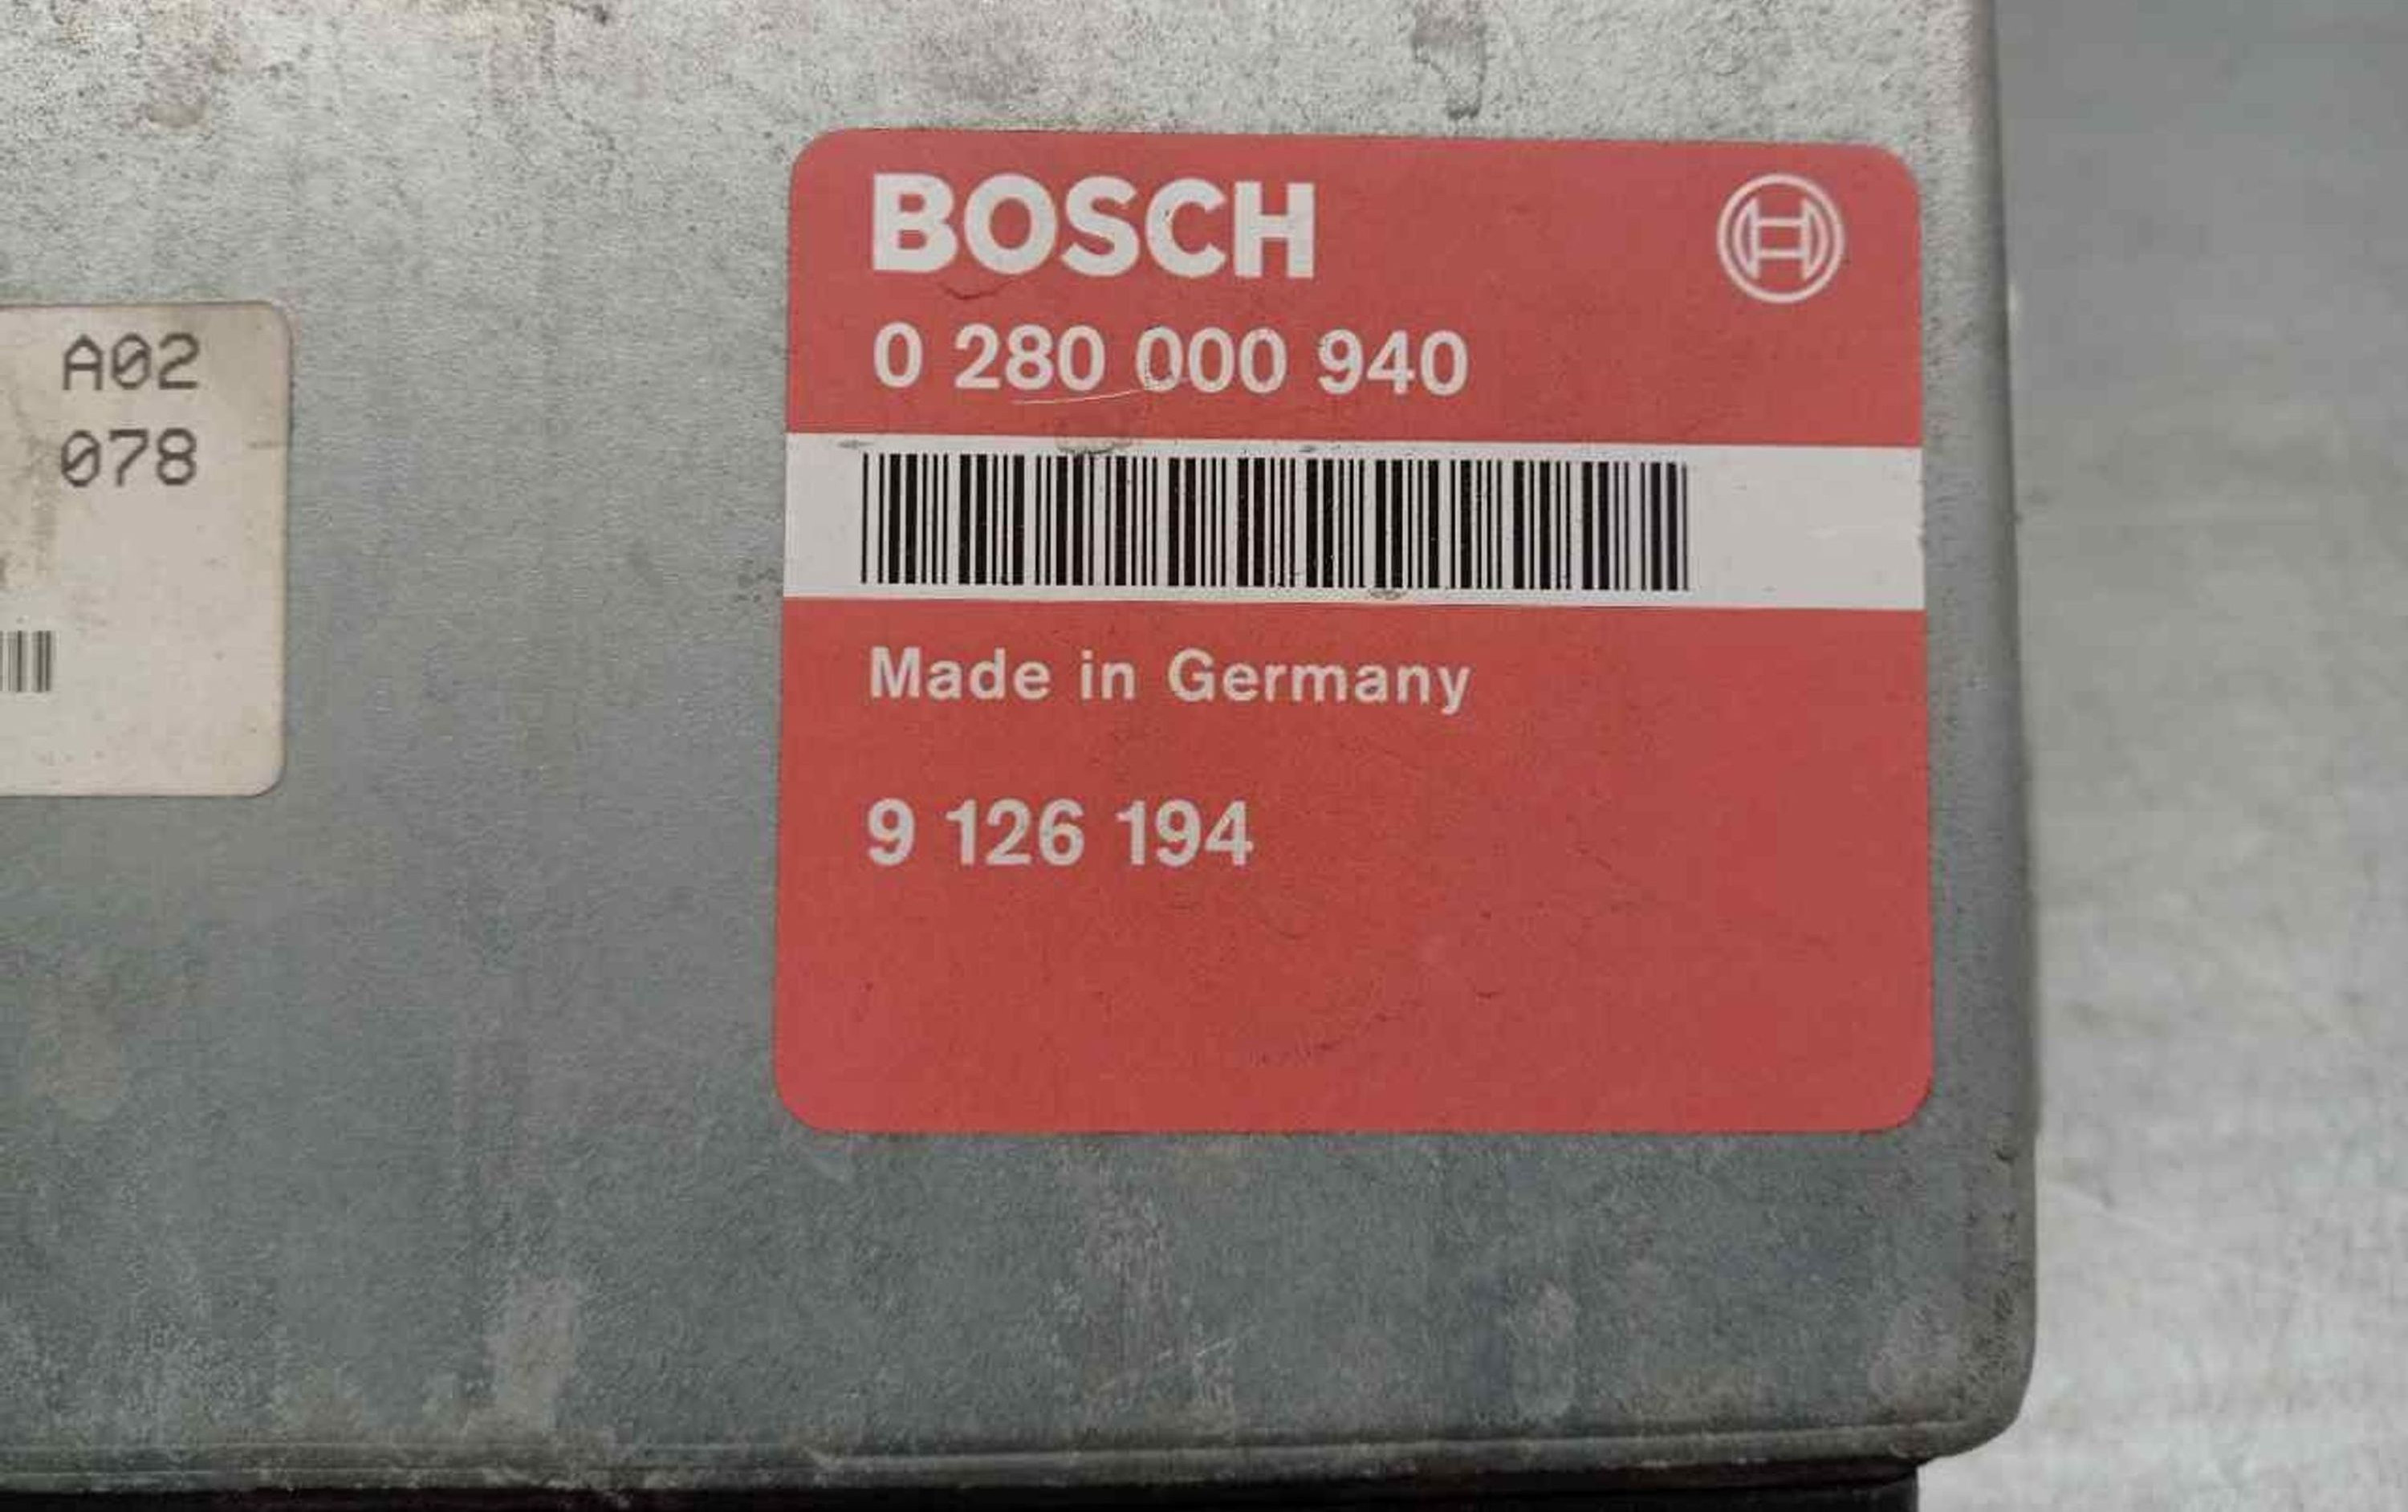 A02
078
BOSCH
0 280 000 940
Made in Germany
9 126 194